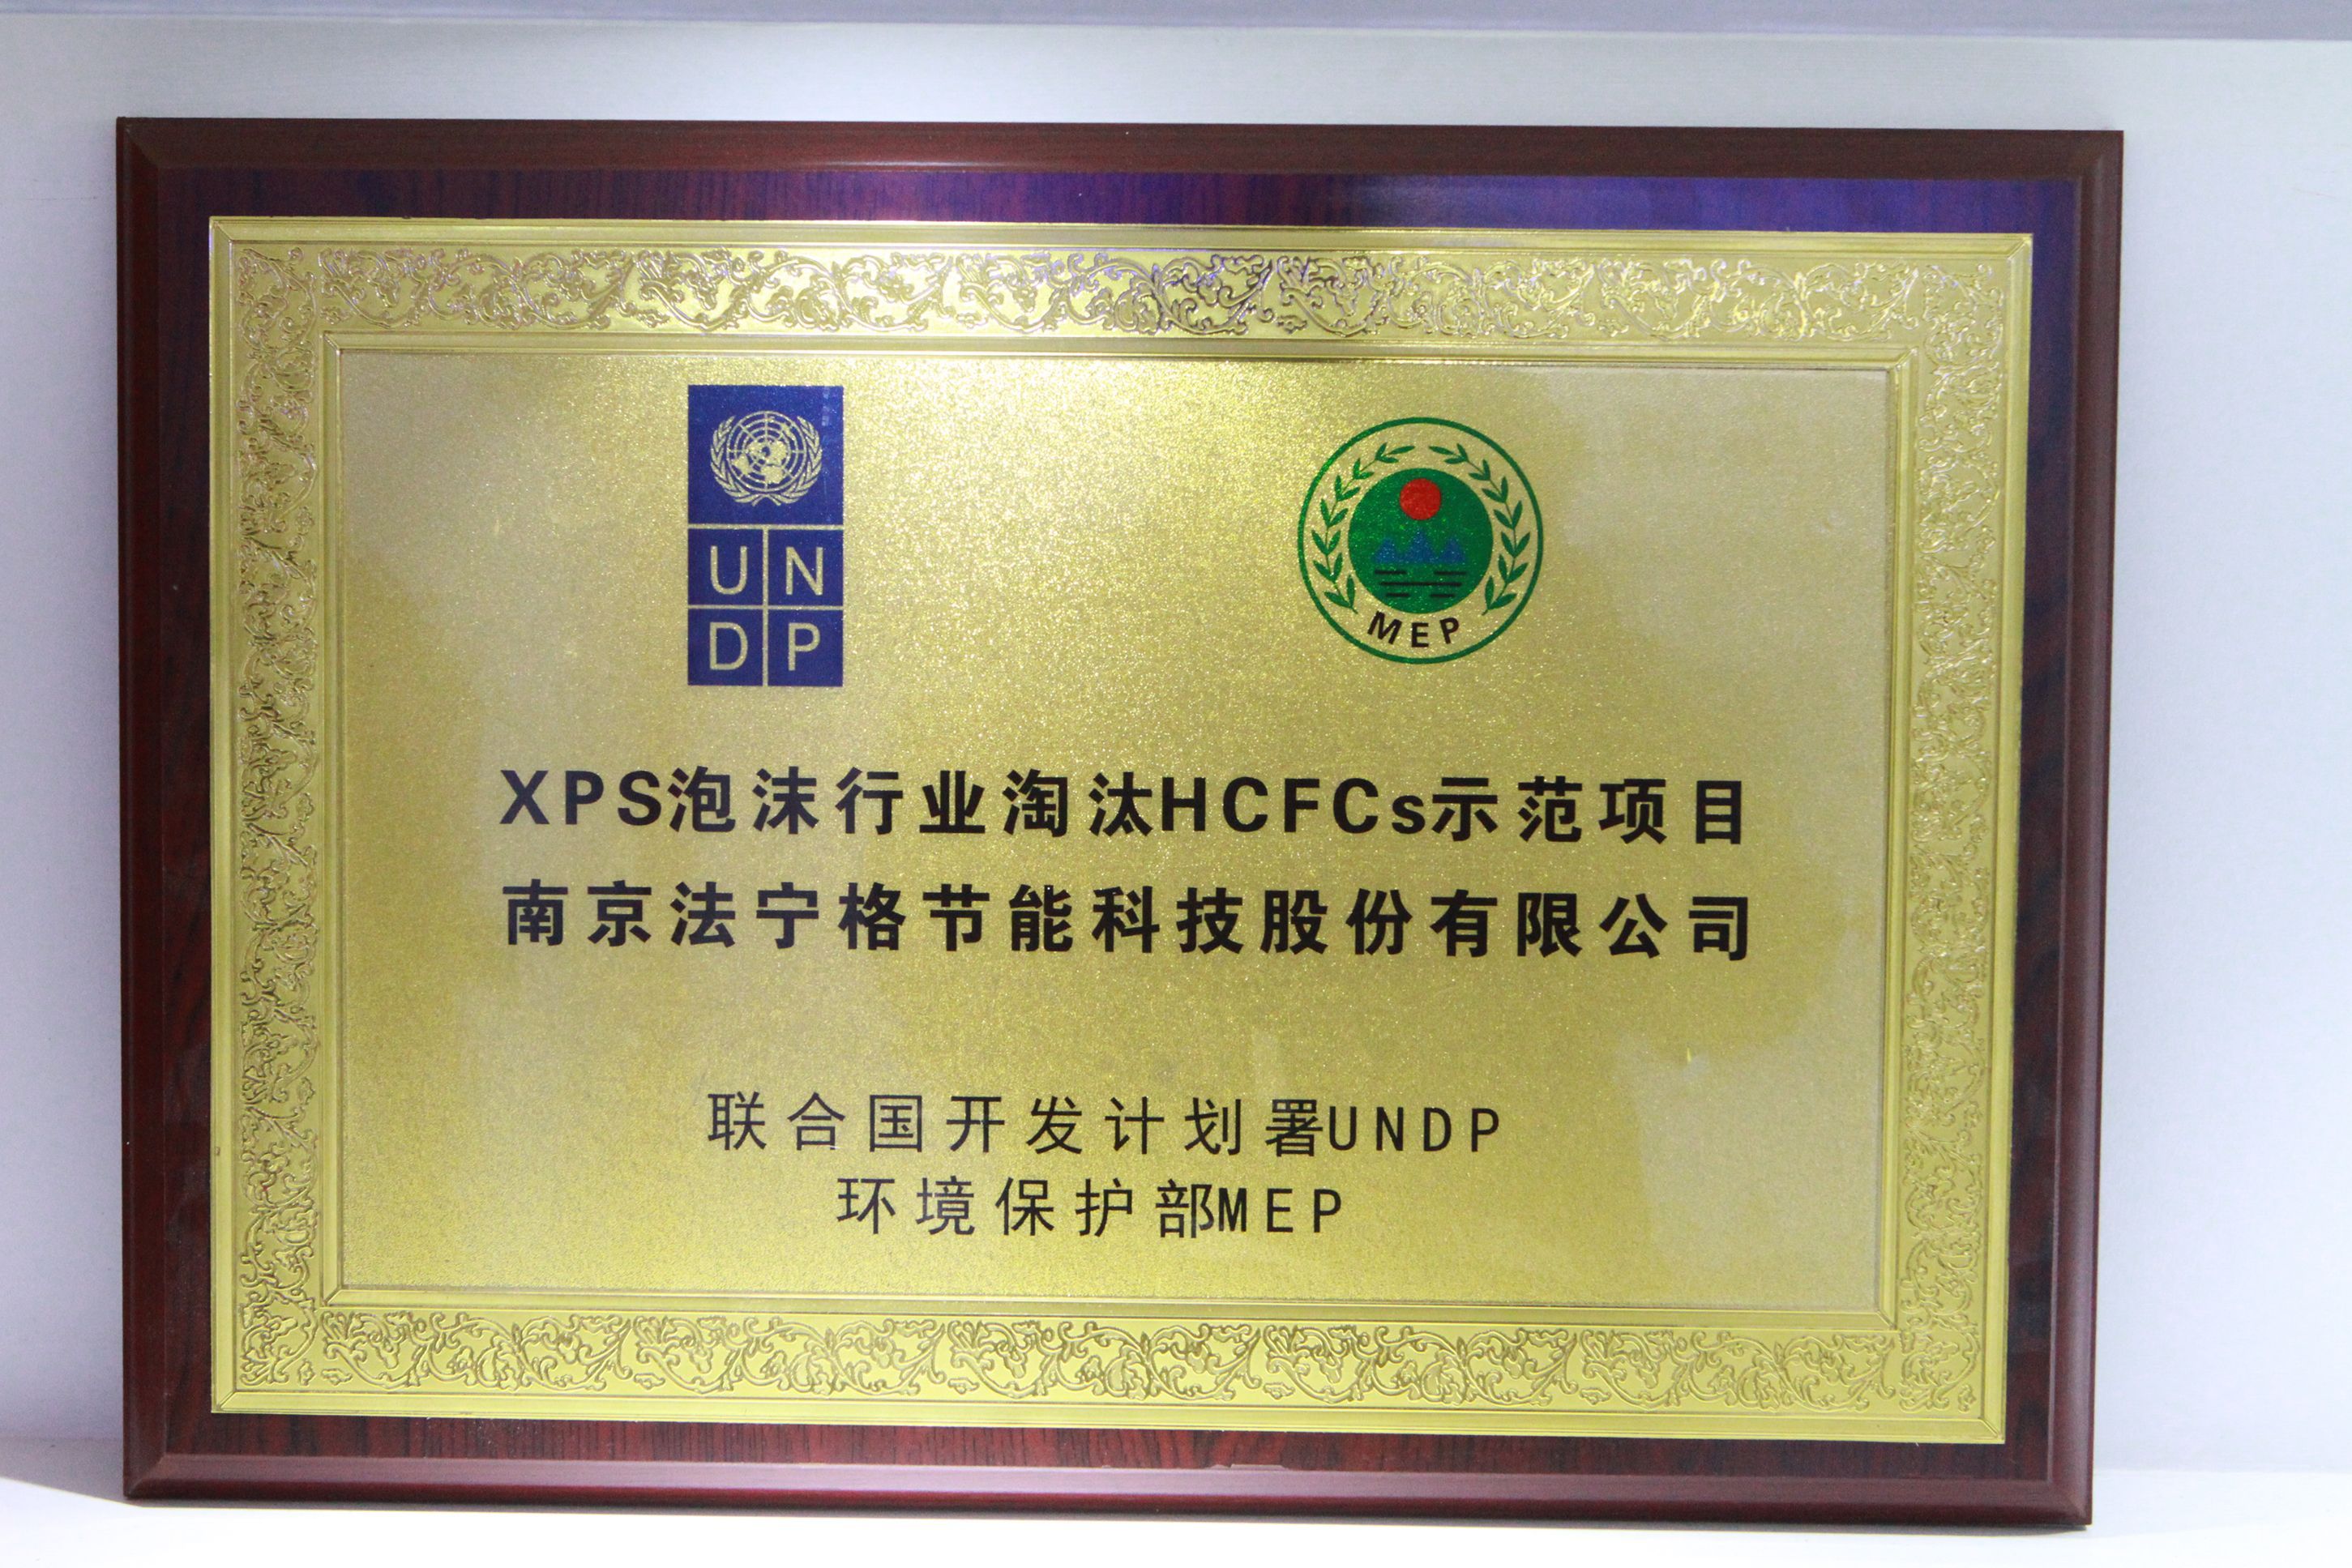 UN
DP
MEP
XPS泡沫行业淘汰HCFCs示范项目
南京法宁格节能科技股份有限公司
联合国开发计划署UNDP
环境保护部MEP